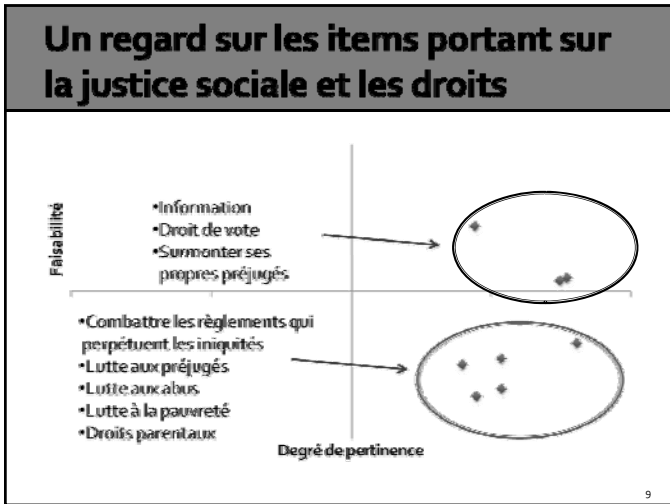 Un regard sur les items portant sur
la justice sociale et les droits
Faisabilité
•Information
•Droit de vote
•Surmonter ses
propres préjugés
•Combattre les règlements qui
perpétuent les iniquités
•Lutte aux préjugés
•Lutte aux abus
•Lutte à la pauvreté
•Droits parentaux
Degré de pertinence
9